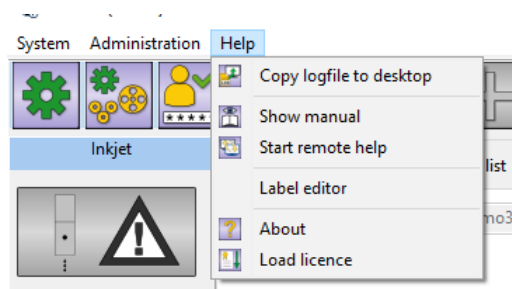 System Administration Help
Copy logfile to desktop
Show manual
Start remote help
Label editor
About
Load licence
Inkjet
list
mo3